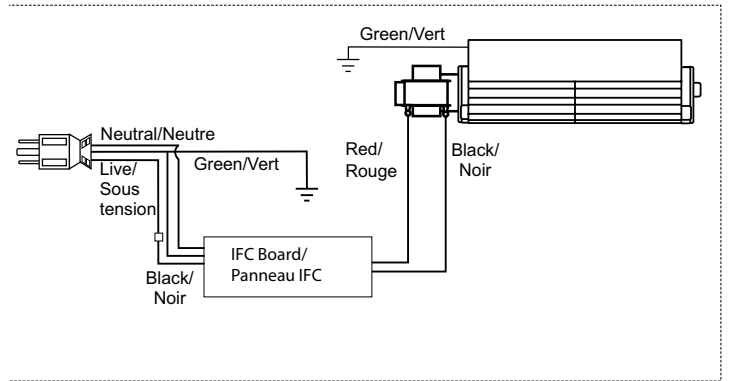 Green/Vert
Neutral/Neutre
Green/Vert
Live/
Sous
tension
Red/
Rouge
Black/
Noir
IFC Board/
Panneau IFC
Black/
Noir